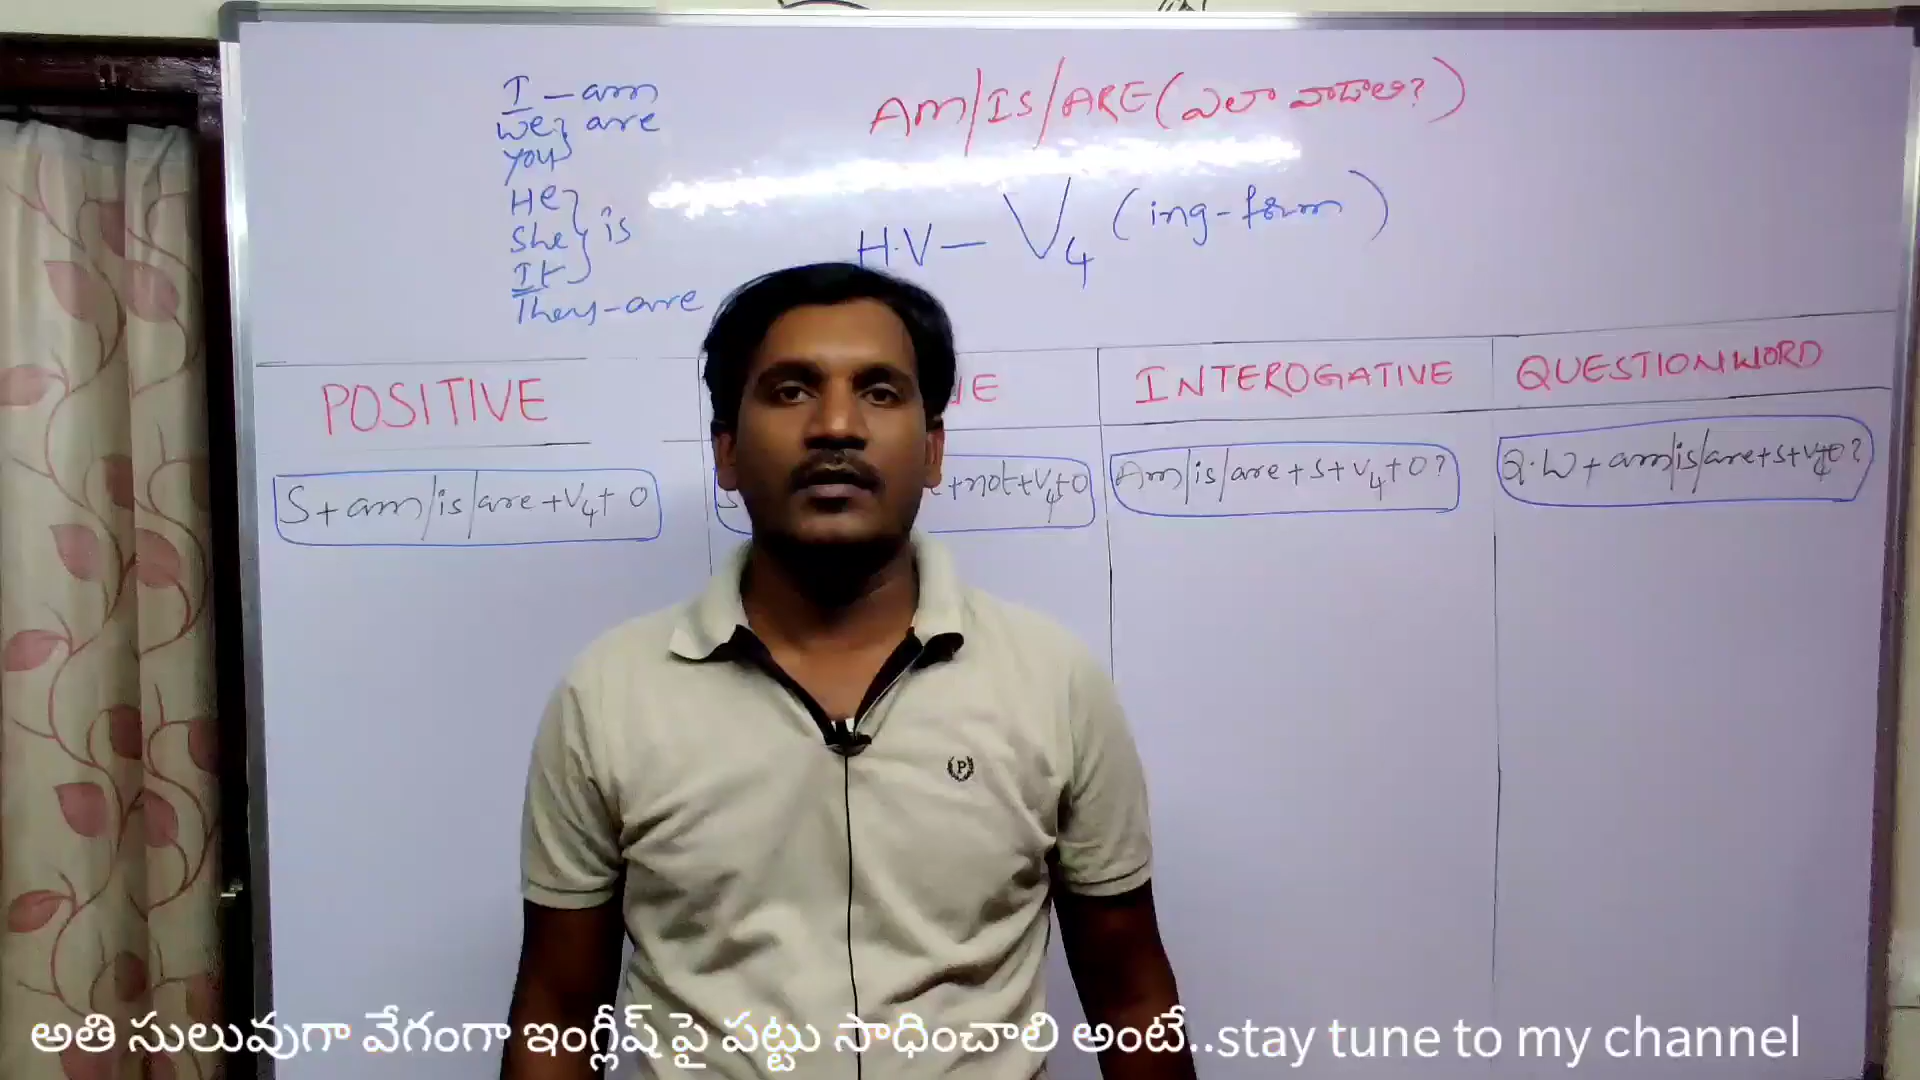 I - am
We } are
You
He }
She } is
It
They - are
AM/IS/ARE (ఎలా వాడాలి?)
H.V - V4 (ing-form)
POSITIVE
VE
INTEROGATIVE
QUESTIONWORD
S+am/is/are+V4+O
S
+not+V4+O
Am/is/are+S+V4+O?
Q.W+am/is/are+S+V4+O?
P
అతి సులువుగా వేగంగా ఇంగ్లీష్ పై పట్టు సాధించాలి అంటే..stay tune to my channel